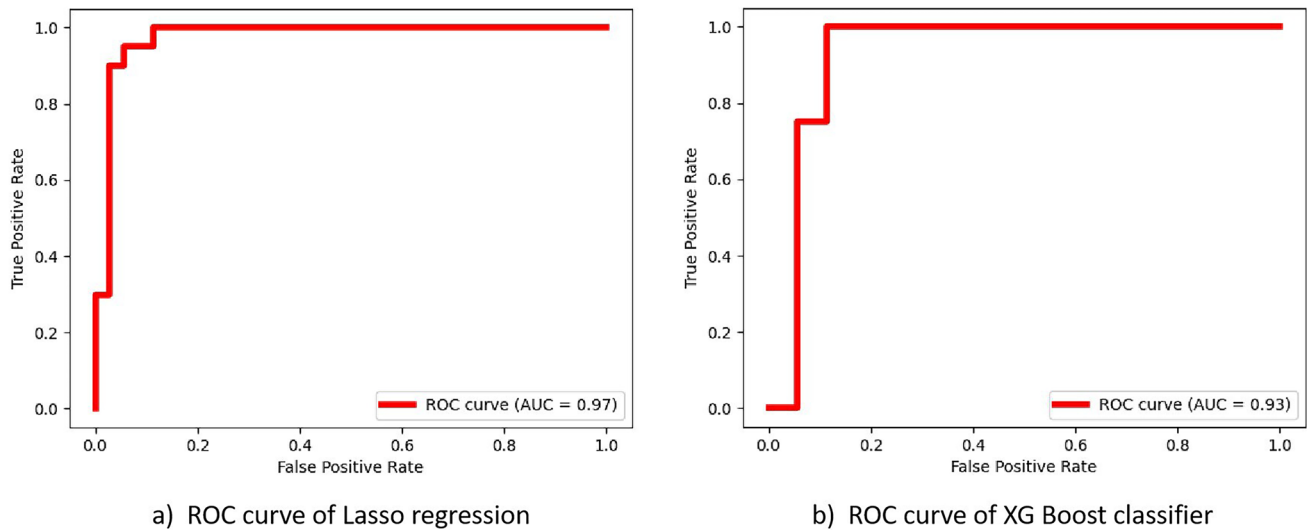 1.0
0.8
0.6
0.4
0.2
0.0
True Positive Rate
0.0 0.2 0.4 0.6 0.8 1.0
False Positive Rate
ROC curve (AUC = 0.97)
a) ROC curve of Lasso regression
1.0
0.8
0.6
0.4
0.2
0.0
True Positive Rate
0.0 0.2 0.4 0.6 0.8 1.0
False Positive Rate
ROC curve (AUC = 0.93)
b) ROC curve of XG Boost classifier